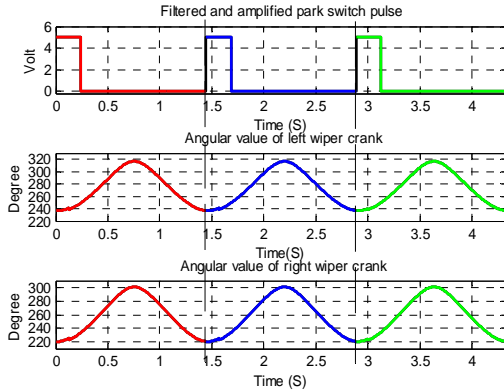 Filtered and amplified park switch pulse
6
4
2
0
Volt
0 0.5 1 1.5 2 2.5 3 3.5 4
Time (S)
Angular value of left wiper crank
320
300
280
260
240
220
Degree
0 0.5 1 1.5 2 2.5 3 3.5 4
Time(S)
Angular value of right wiper crank
300
280
260
240
220
Degree
0 0.5 1 1.5 2 2.5 3 3.5 4
Time (S)